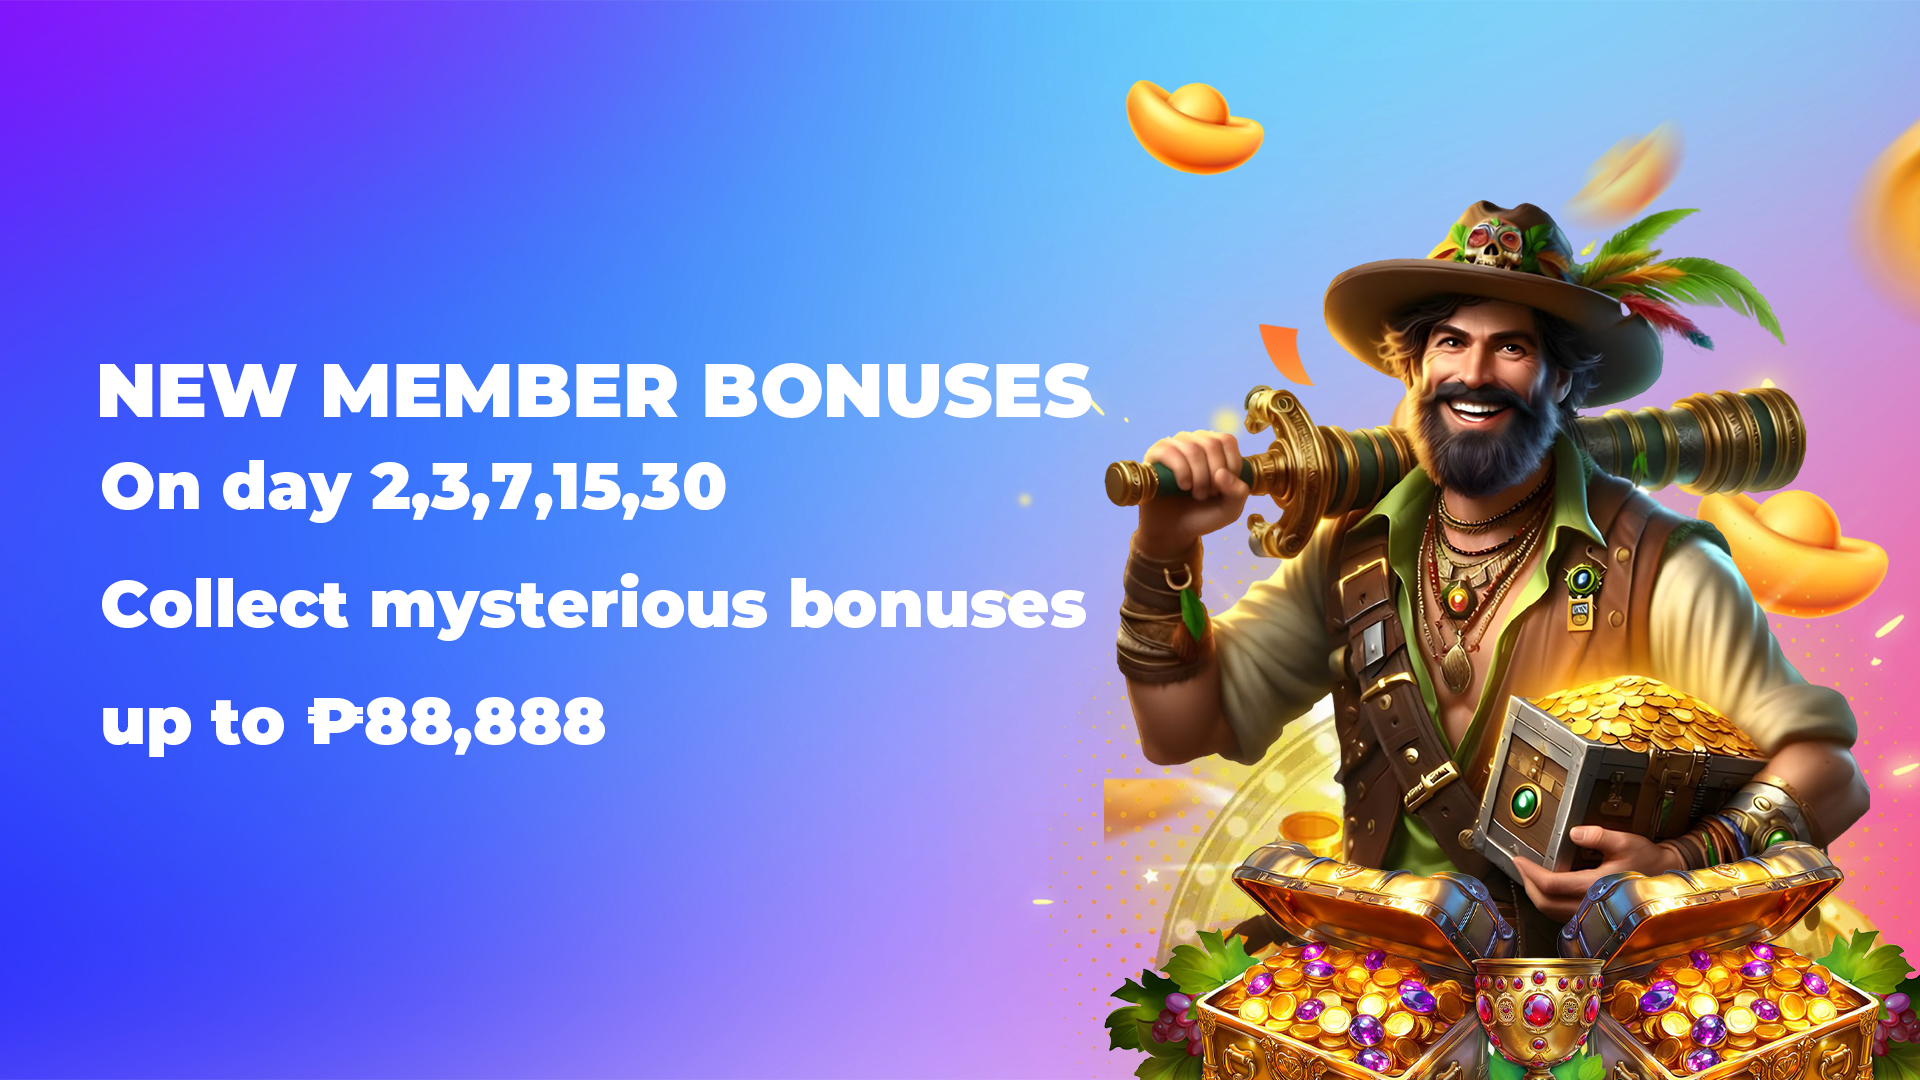 NEW MEMBER BONUSES
On day 2,3,7,15,30
Collect mysterious bonuses
up to ₱88,888